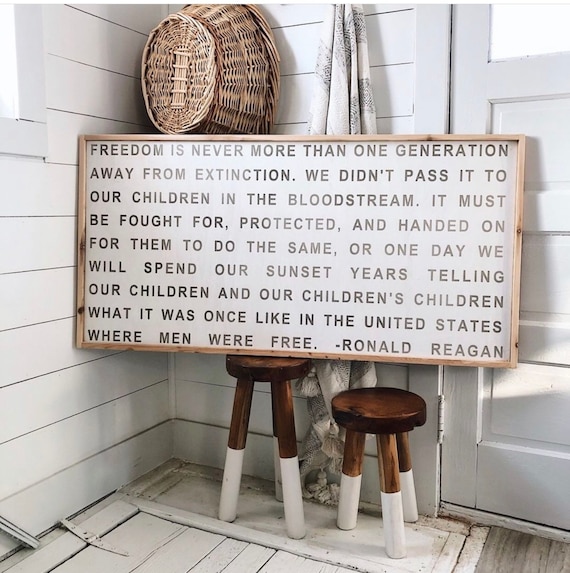 FREEDOM IS NEVER MORE THAN ONE GENERATION
AWAY FROM EXTINCTION. WE DIDN'T PASS IT TO
OUR CHILDREN IN THE BLOODSTREAM. IT MUST
BE FOUGHT FOR, PROTECTED, AND HANDED ON
FOR THEM TO DO THE SAME, OR ONE DAY WE
WILL SPEND OUR SUNSET YEARS TELLING
OUR CHILDREN AND OUR CHILDREN'S CHILDREN
WHAT IT WAS ONCE LIKE IN THE UNITED STATES
WHERE MEN WERE FREE. -RONALD REAGAN